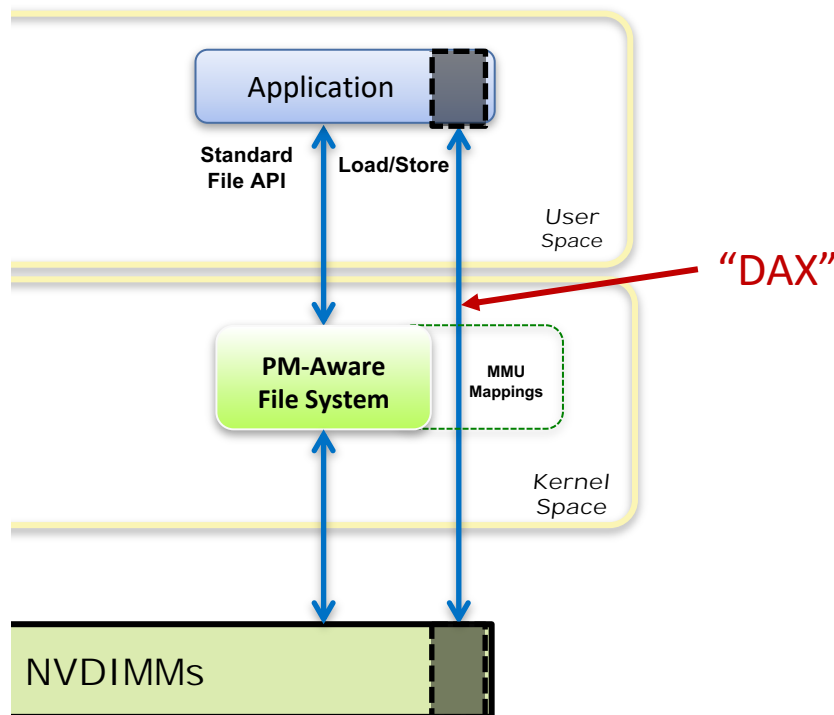 Application
Standard
File API
Load/Store
User
Space
“DAX”
PM-Aware
File System
MMU
Mappings
Kernel
Space
NVDIMMs